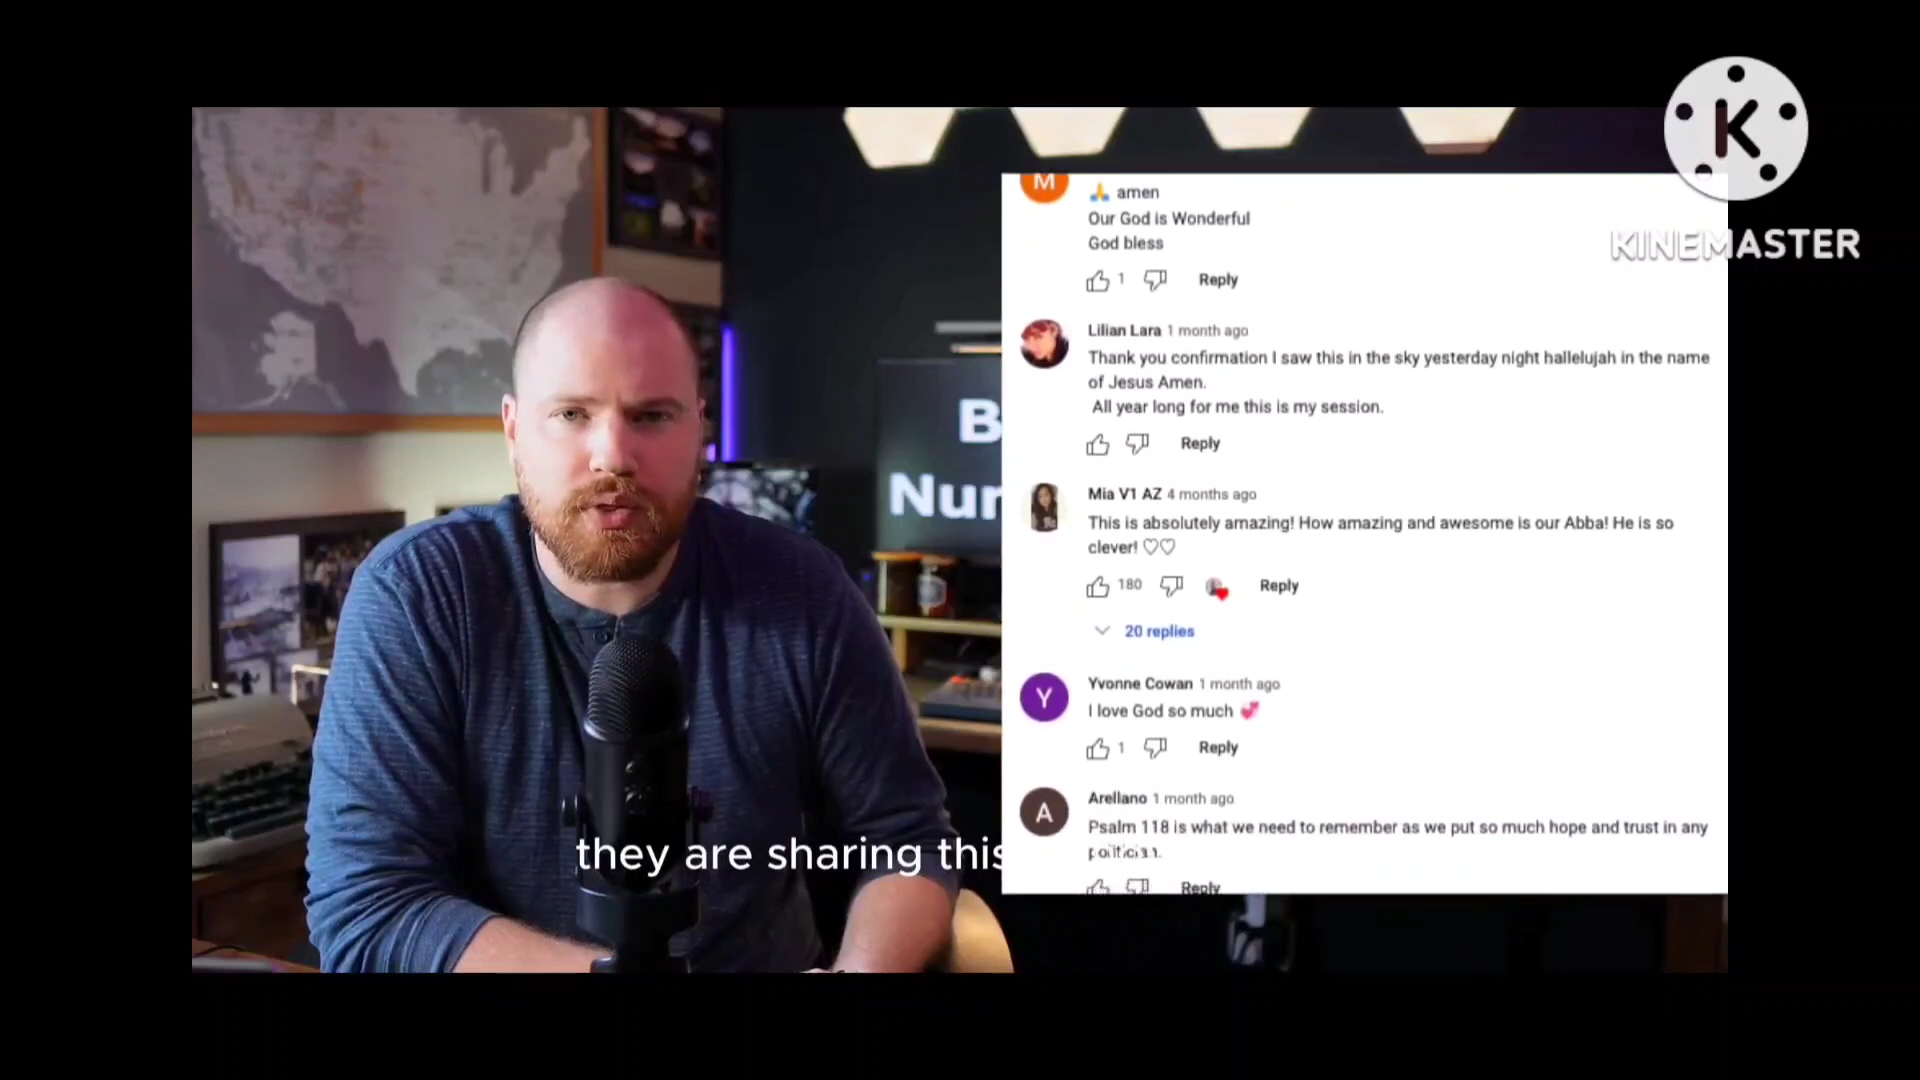 K
KINEMASTER
B
Nur
they are sharing this
M
🙏 amen
Our God is Wonderful
God bless
1 Reply
Lilian Lara 1 month ago
Thank you confirmation I saw this in the sky yesterday night hallelujah in the name
of Jesus Amen.
All year long for me this is my session.
Reply
Mia V1 AZ 4 months ago
This is absolutely amazing! How amazing and awesome is our Abba! He is so
clever! ♡♡
180 Reply
20 replies
Y
Yvonne Cowan 1 month ago
I love God so much 💞
1 Reply
A
Arellano 1 month ago
Psalm 118 is what we need to remember as we put so much hope and trust in any
politician.
Reply